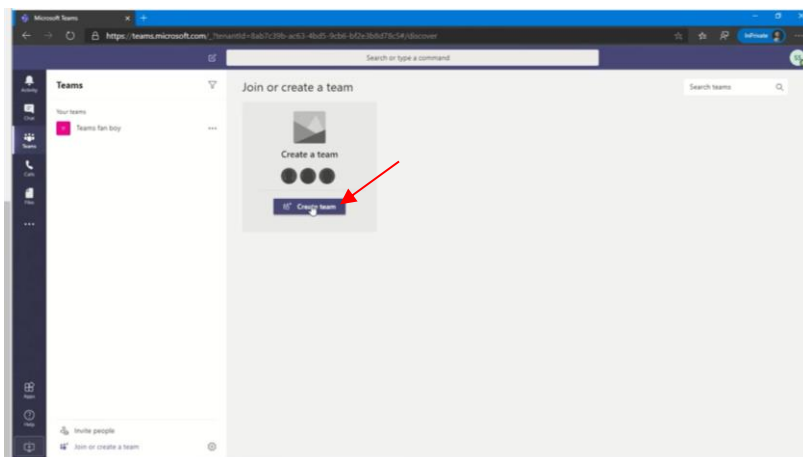 Microsoft Teams
https://teams.microsoft.com/_?tenantId=8ab7c39b-ac63-4bd5-9cb6-bf2e3b8d78c5#/discover
InPrivate
Search or type a command
Activity
Chat
Teams
Calls
Files
Apps
Help
Teams
Your teams
Teams fan boy
Invite people
Join or create a team
Join or create a team
Search teams
Create a team
Create team